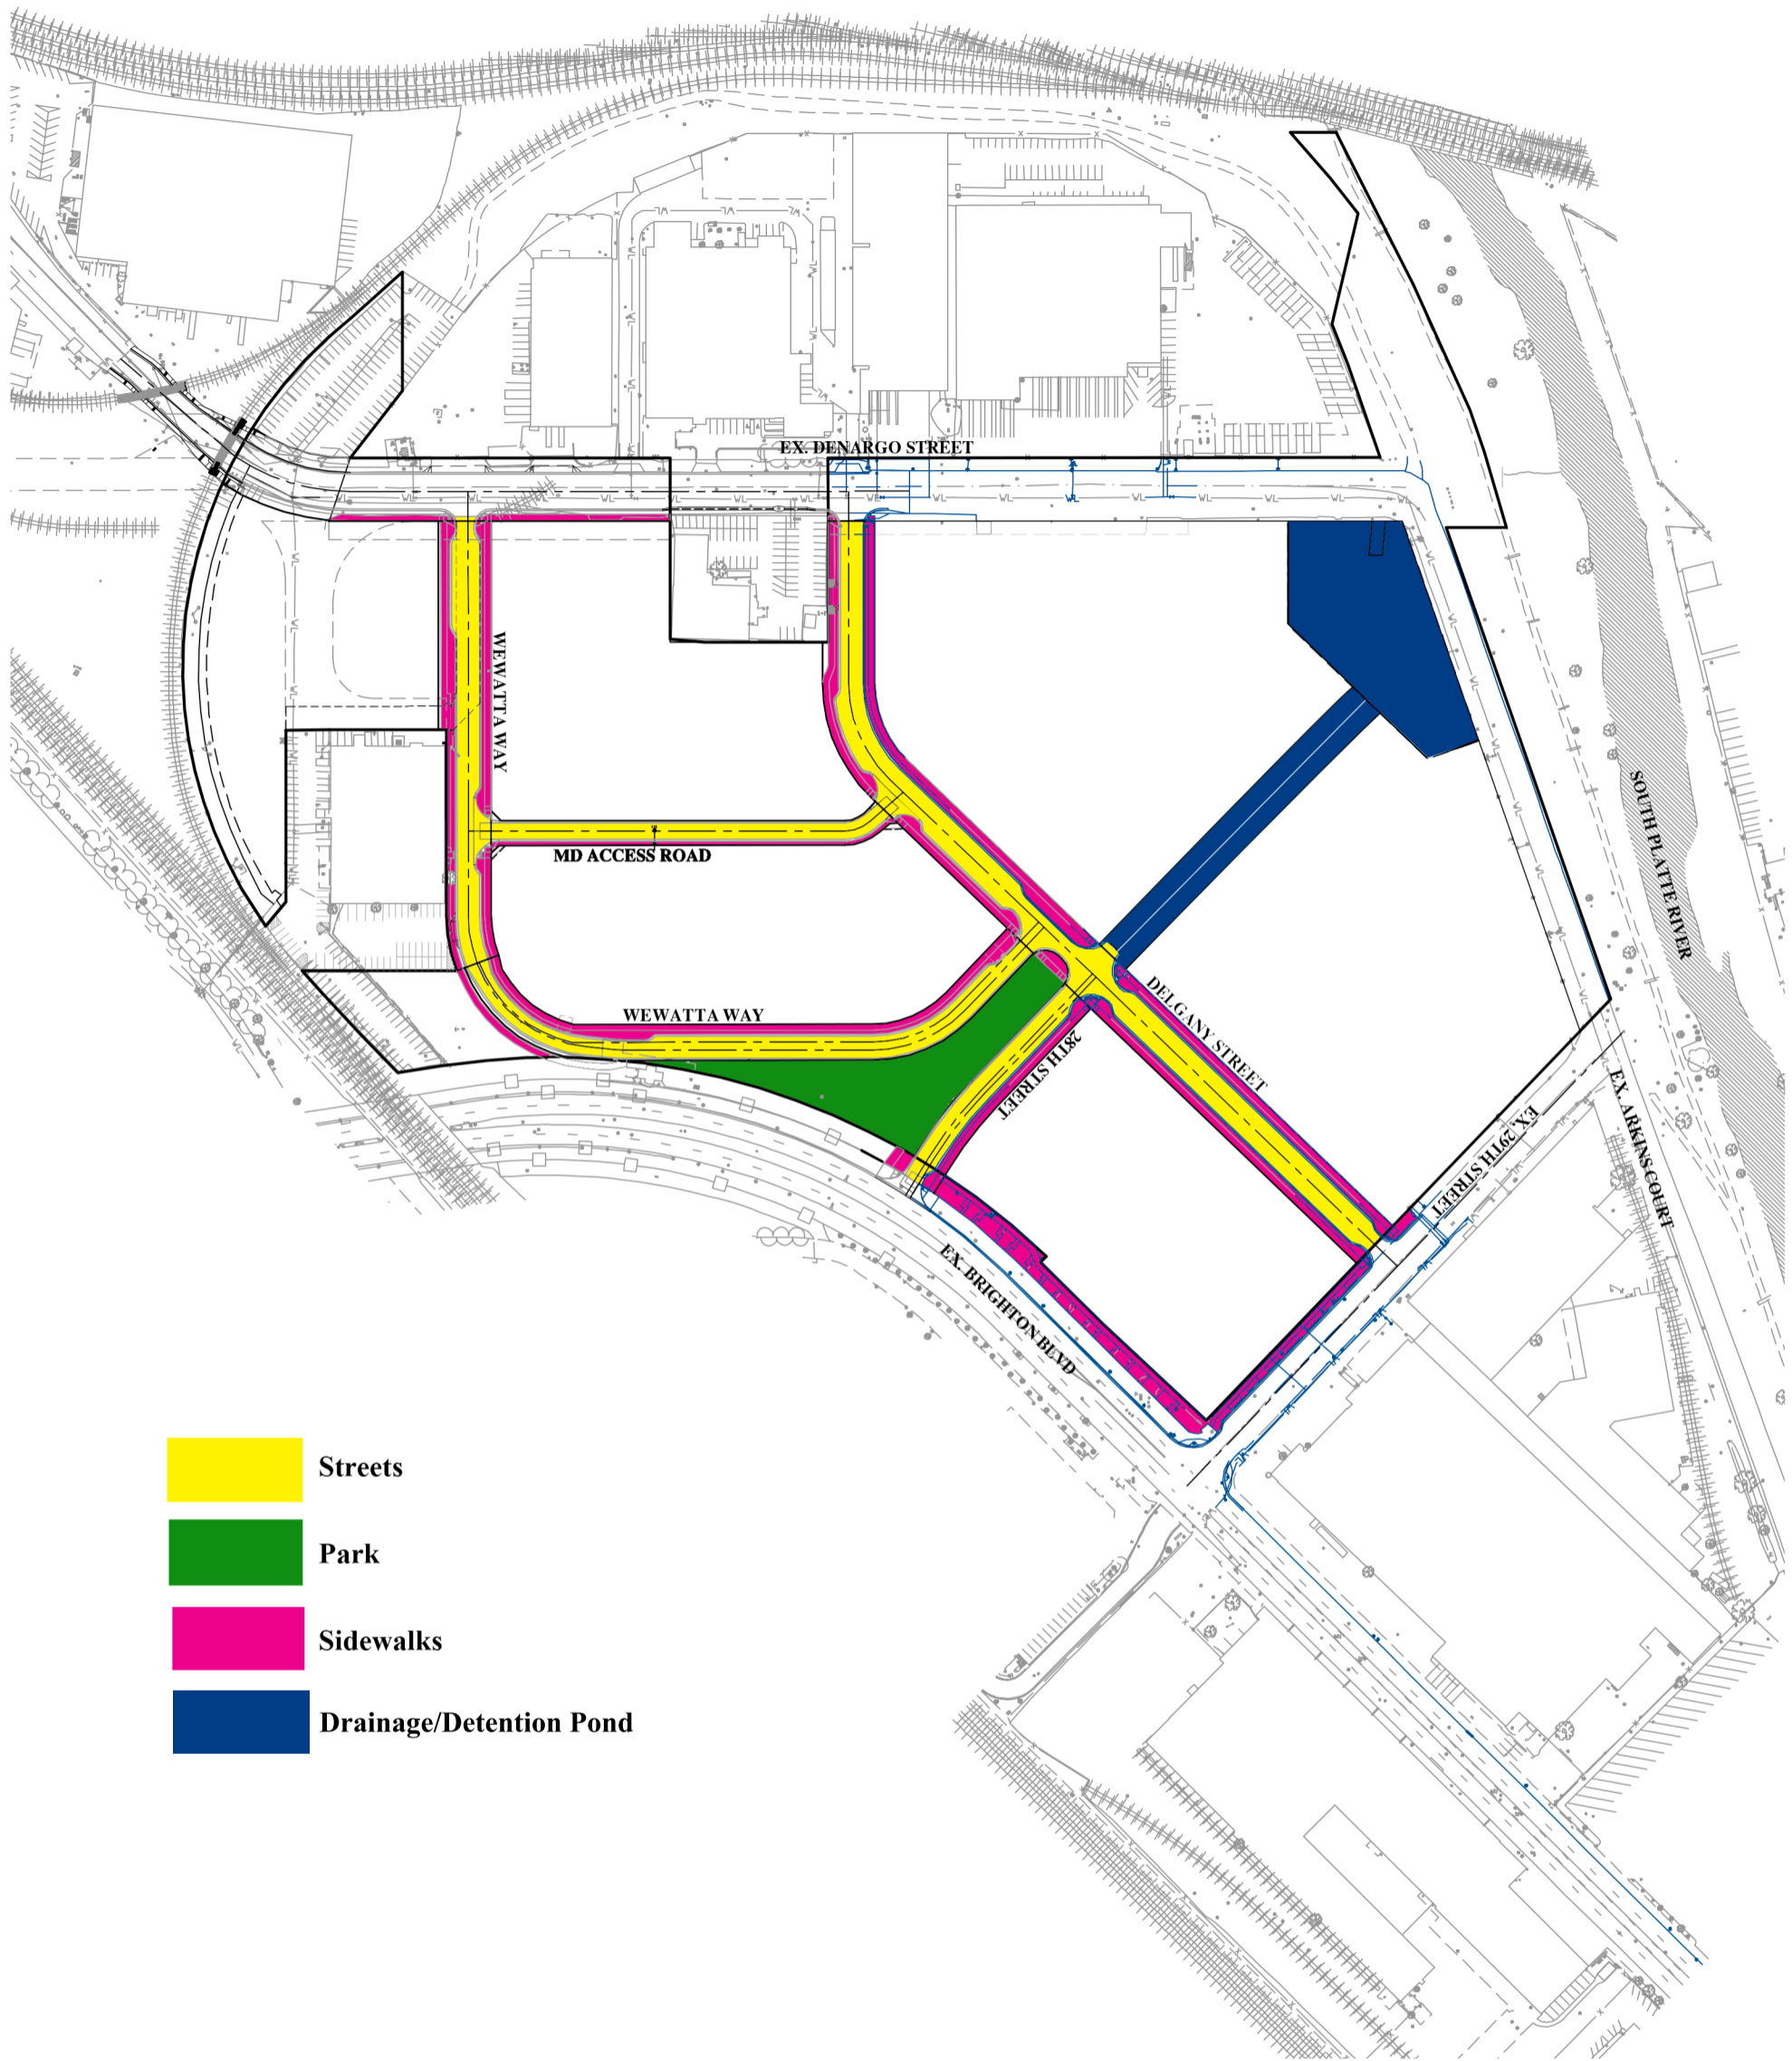 EX. DENARGO STREET
WEWATTA WAY
MD ACCESS ROAD
SOUTH PLATTE RIVER
WEWATTA WAY
28TH STREET
DELGANY STREET
EX. 29TH STREET
EX. ARKINS COURT
EX. BRIGHTON BLVD
Streets
Park
Sidewalks
Drainage/Detention Pond